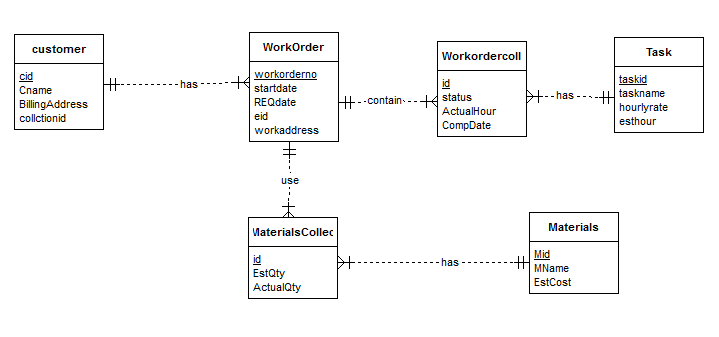 customer
cid
Cname
BillingAddress
collctionid
has
WorkOrder
workorderno
startdate
REQdate
eid
workaddress
contain
Workordercoll
id
status
ActualHour
CompDate
has
Task
taskid
taskname
hourlyrate
esthour
use
MaterialsCollec
id
EstQty
ActualQty
has
Materials
Mid
MName
EstCost